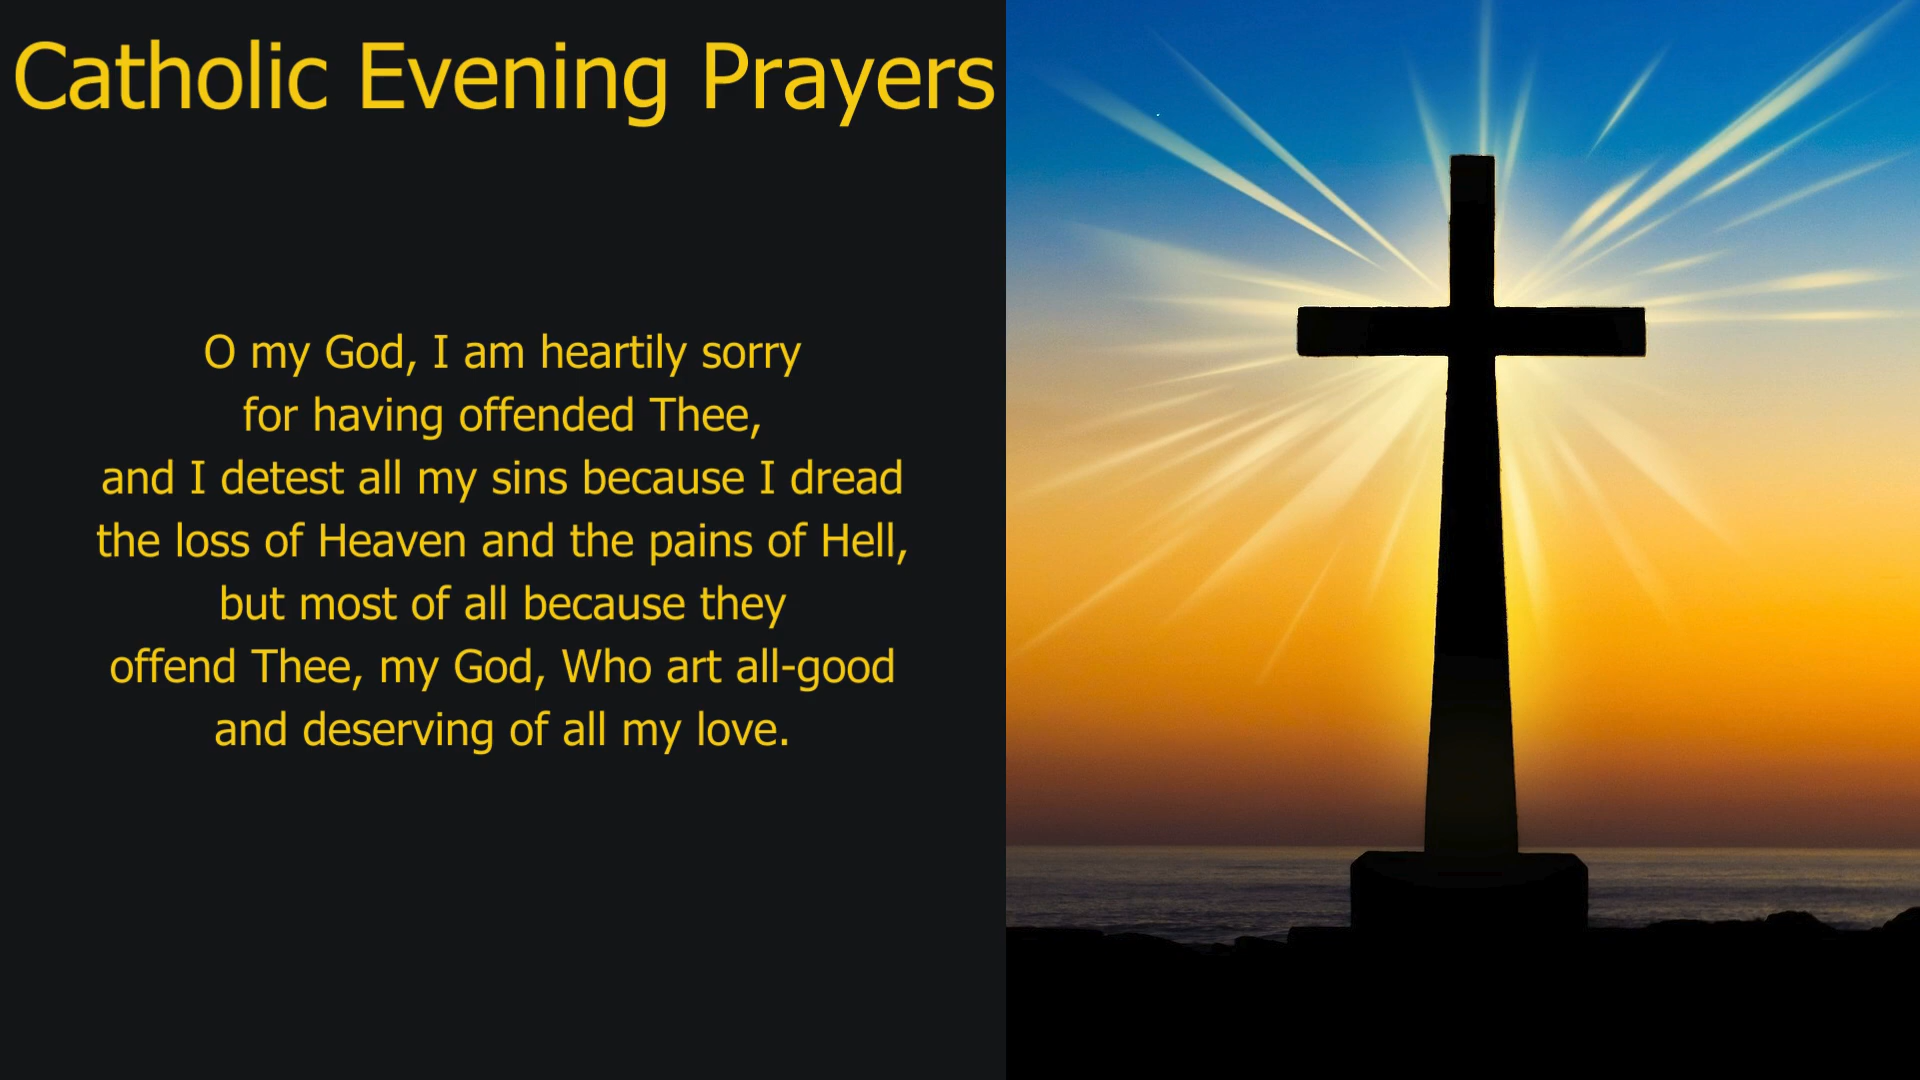 Catholic Evening Prayers
O my God, I am heartily sorry
for having offended Thee,
and I detest all my sins because I dread
the loss of Heaven and the pains of Hell,
but most of all because they
offend Thee, my God, Who art all-good
and deserving of all my love.